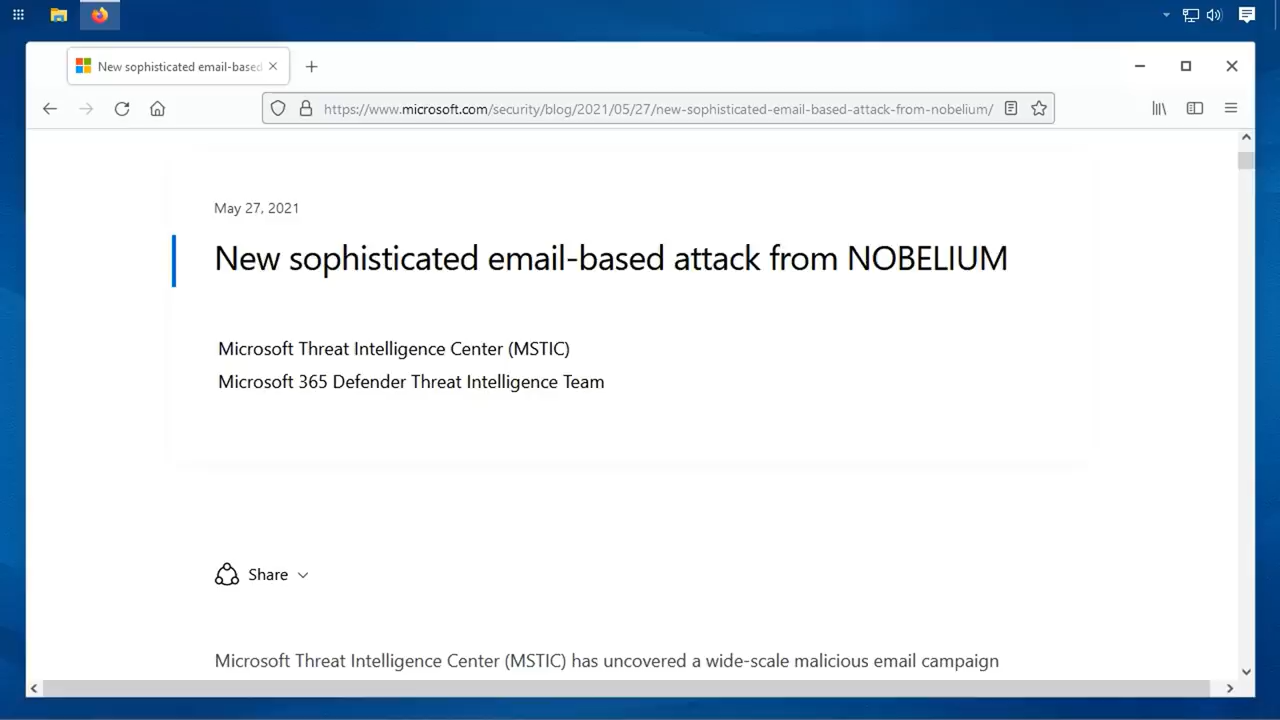 New sophisticated email-based
https://www.microsoft.com/security/blog/2021/05/27/new-sophisticated-email-based-attack-from-nobelium/
May 27, 2021
New sophisticated email-based attack from NOBELIUM
Microsoft Threat Intelligence Center (MSTIC)
Microsoft 365 Defender Threat Intelligence Team
Share
Microsoft Threat Intelligence Center (MSTIC) has uncovered a wide-scale malicious email campaign